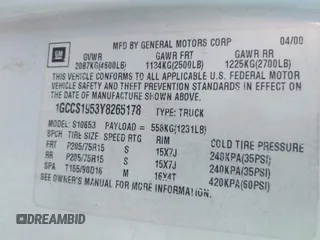 GM
MFD BY GENERAL MOTORS CORP 04/00
GVWR GAWR FRT GAWR RR
2087KG(4600LB) 1134KG(2500LB) 1225KG(2700LB)
THIS VEHICLE CONFORMS TO ALL APPLICABLE U.S. FEDERAL MOTOR
VEHICLE SAFETY AND THEFT PREVENTION STANDARDS IN
EFFECT ON THE DATE OF MANUFACTURE SHOWN ABOVE.
1GCCS1953Y8265178 TYPE: TRUCK
MODEL: S10653 PAYLOAD = 558KG(1231LB)
SPCH TIRE SIZE SPEED RTG RIM COLD TIRE PRESSURE
FRT P205/75R15 S 15X7J 240KPA(35PSI)
RR P205/75R15 S 15X7J 240KPA(35PSI)
SPA T155/90D16 M 16X4T 420KPA(60PSI)
SEE OWNER'S MANUAL FOR MORE INFORMATION.
DREAMBID